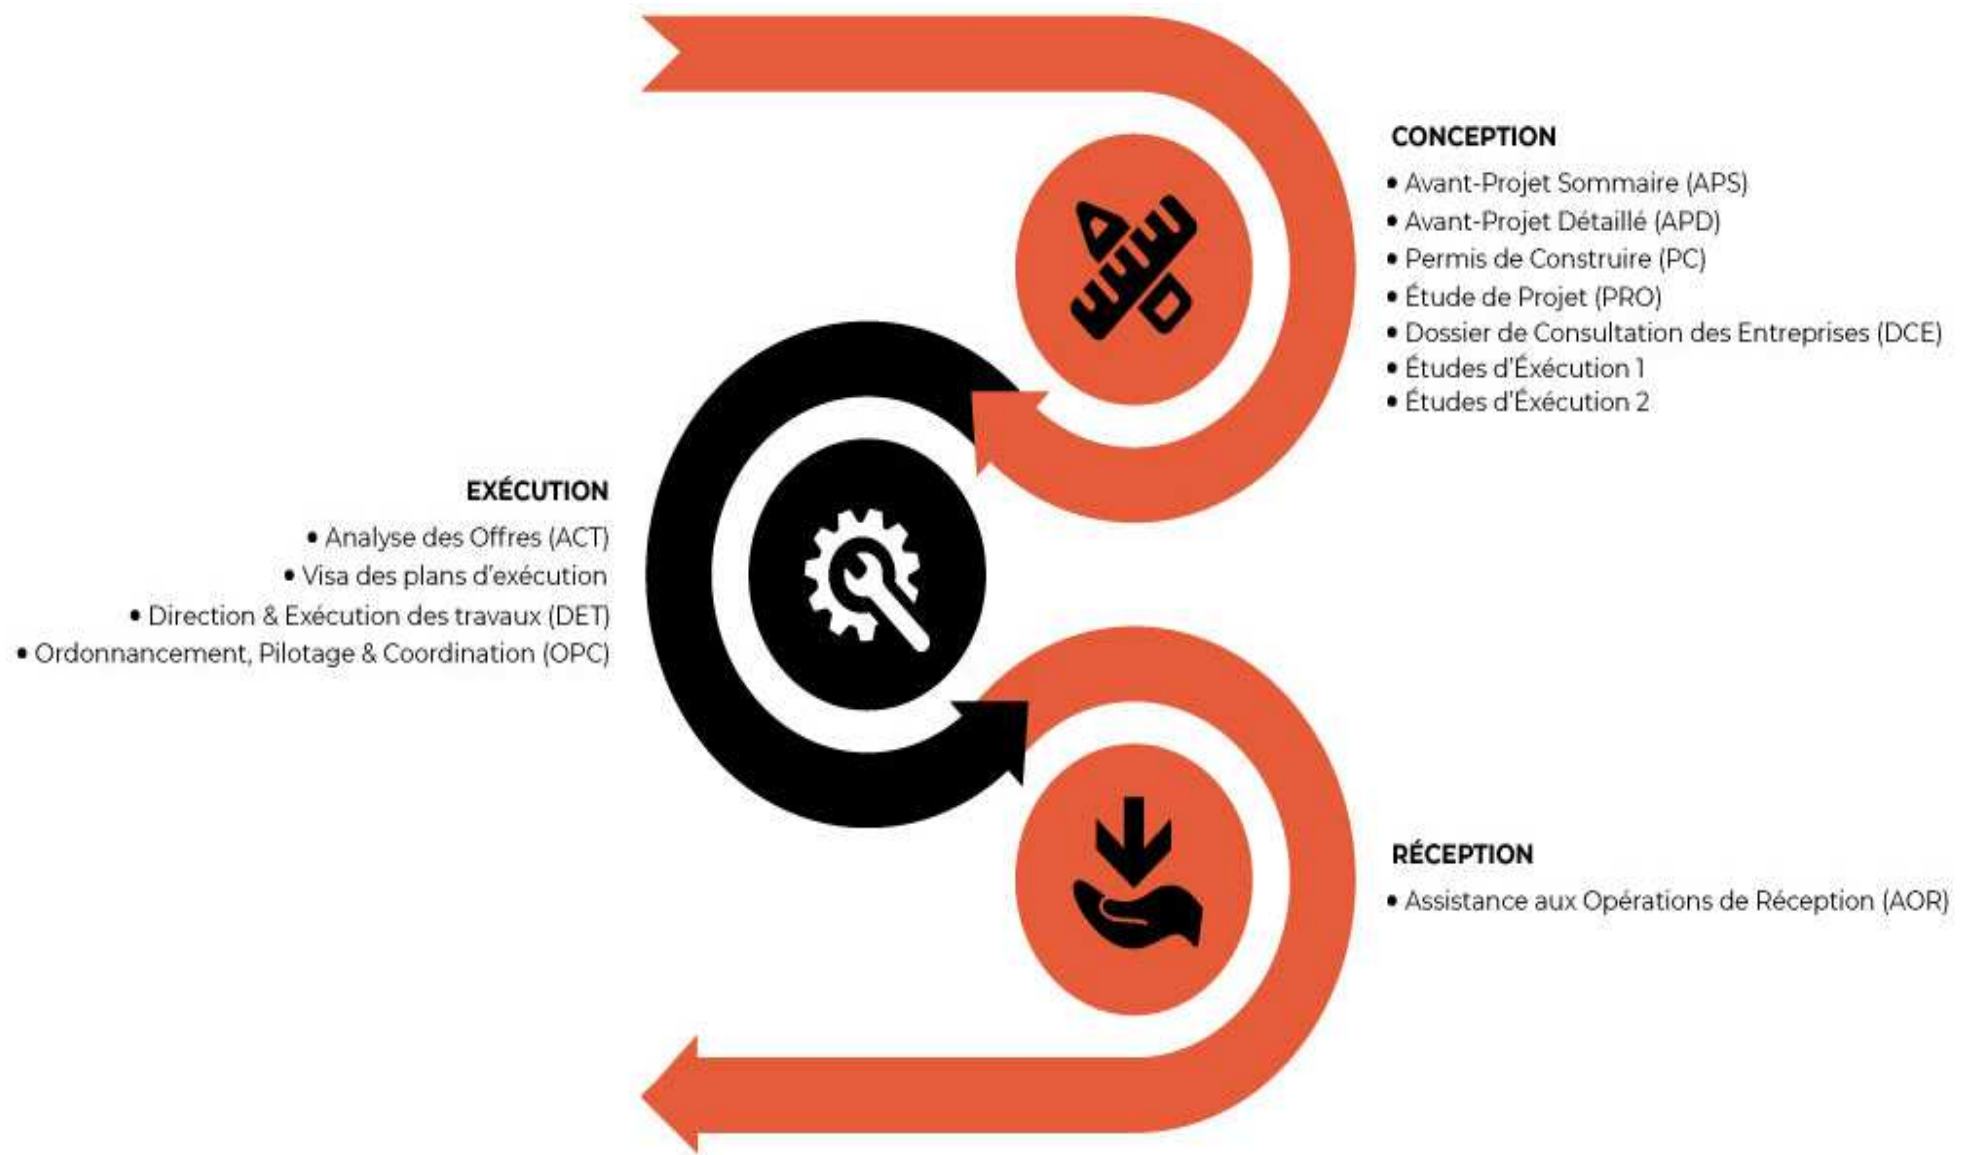 CONCEPTION
• Avant-Projet Sommaire (APS)
• Avant-Projet Détaillé (APD)
• Permis de Construire (PC)
• Étude de Projet (PRO)
• Dossier de Consultation des Entreprises (DCE)
• Études d'Éxécution 1
• Études d'Éxécution 2
EXÉCUTION
• Analyse des Offres (ACT)
• Visa des plans d'exécution
• Direction & Exécution des travaux (DET)
• Ordonnancement, Pilotage & Coordination (OPC)
RÉCEPTION
• Assistance aux Opérations de Réception (AOR)